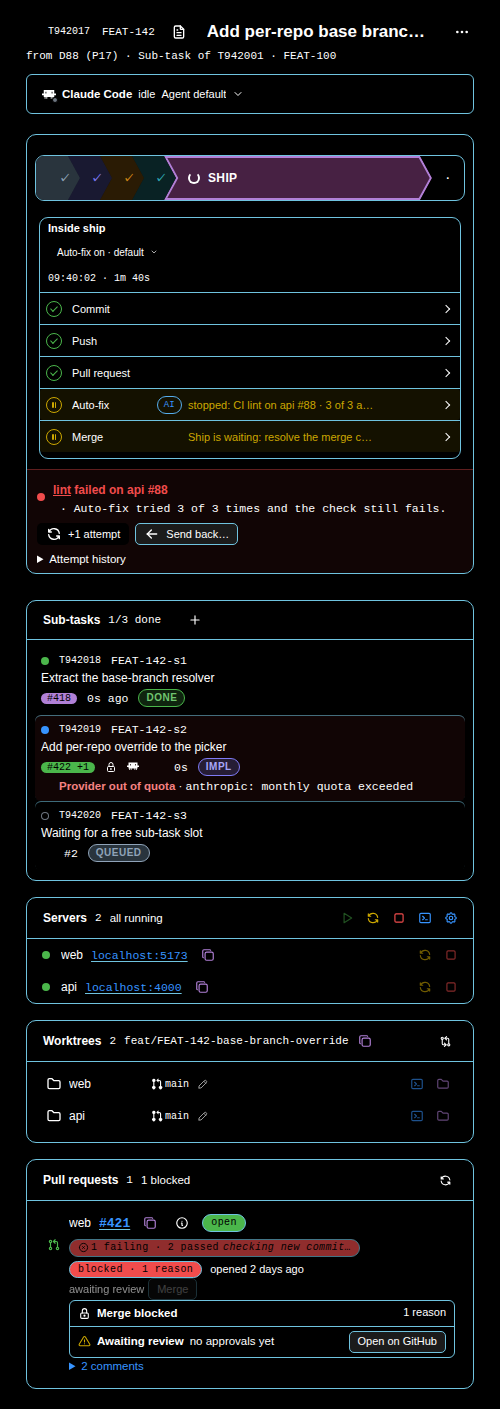 T942017 FEAT-142 Add per-repo base branc…
from D88 (P17) · Sub-task of T942001 · FEAT-100
Claude Code idle Agent default
SHIP
Inside ship
Auto-fix on · default
09:40:02 · 1m 40s
Commit
Push
Pull request
Auto-fix AI stopped: CI lint on api #88 · 3 of 3 a…
Merge Ship is waiting: resolve the merge c…
lint failed on api #88
· Auto-fix tried 3 of 3 times and the check still fails.
+1 attempt Send back…
Attempt history
Sub-tasks 1/3 done
T942018 FEAT-142-s1
Extract the base-branch resolver
#418 0s ago DONE
T942019 FEAT-142-s2
Add per-repo override to the picker
#422 +1 0s IMPL
Provider out of quota · anthropic: monthly quota exceeded
T942020 FEAT-142-s3
Waiting for a free sub-task slot
#2 QUEUED
Servers 2 all running
web localhost:5173
api localhost:4000
Worktrees 2 feat/FEAT-142-base-branch-override
web main
api main
Pull requests 1 1 blocked
web #421 open
1 failing · 2 passed checking new commit…
blocked · 1 reason opened 2 days ago
awaiting review Merge
Merge blocked 1 reason
Awaiting review no approvals yet Open on GitHub
2 comments